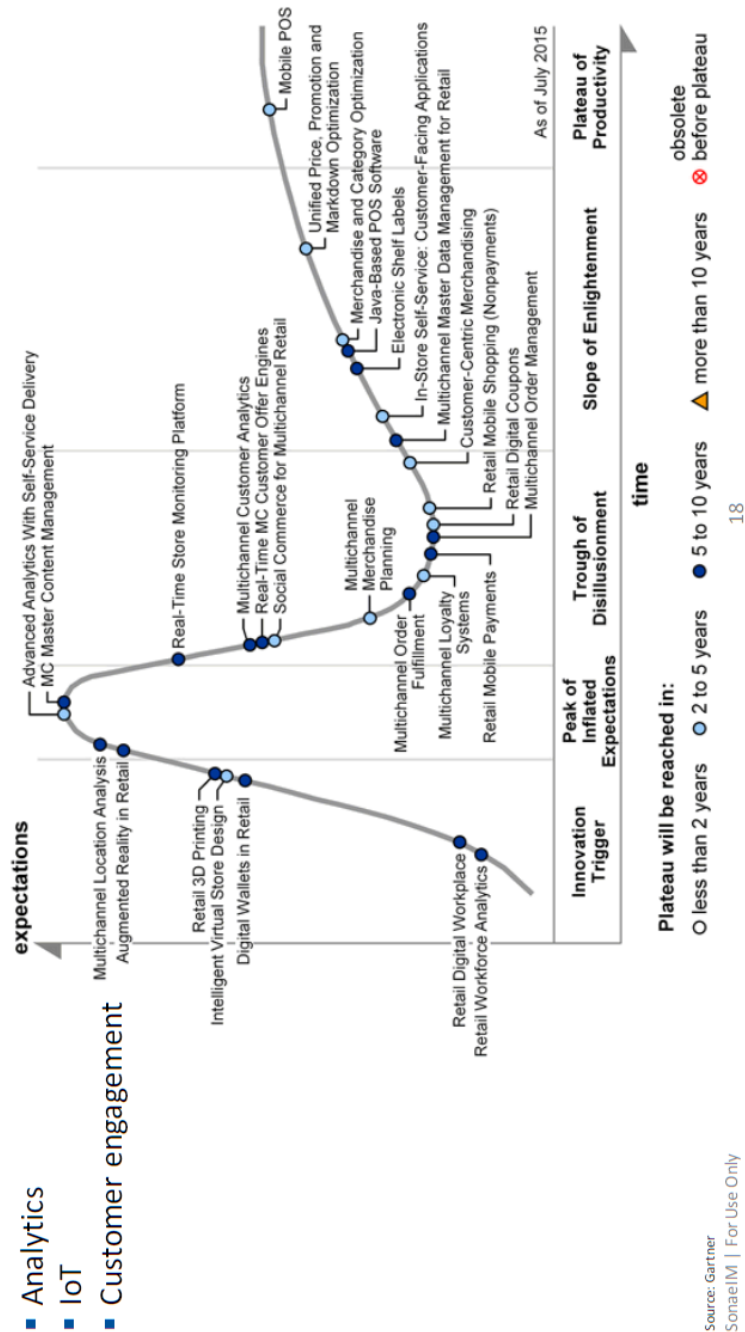 Analytics
IoT
Customer engagement
expectations
Advanced Analytics With Self-Service Delivery
MC Master Content Management
Multichannel Location Analysis
Augmented Reality in Retail
Real-Time Store Monitoring Platform
Retail 3D Printing
Intelligent Virtual Store Design
Digital Wallets in Retail
Multichannel Customer Analytics
Real-Time MC Customer Offer Engines
Social Commerce for Multichannel Retail
Retail Digital Workplace
Retail Workforce Analytics
Multichannel
Merchandise
Planning
Multichannel Order
Fulfillment
Multichannel Loyalty
Systems
Retail Mobile Payments
Mobile POS
Unified Price, Promotion and
Markdown Optimization
Merchandise and Category Optimization
Java-Based POS Software
Electronic Shelf Labels
In-Store Self-Service: Customer-Facing Applications
Multichannel Master Data Management for Retail
Customer-Centric Merchandising
Retail Mobile Shopping (Nonpayments)
Retail Digital Coupons
Multichannel Order Management
As of July 2015
Innovation
Trigger
Peak of
Inflated
Expectations
Trough of
Disillusionment
Slope of Enlightenment
Plateau of
Productivity
time
Plateau will be reached in:
less than 2 years
2 to 5 years
5 to 10 years
more than 10 years
obsolete
before plateau
Source: Gartner
SonaeIM | For Use Only
18